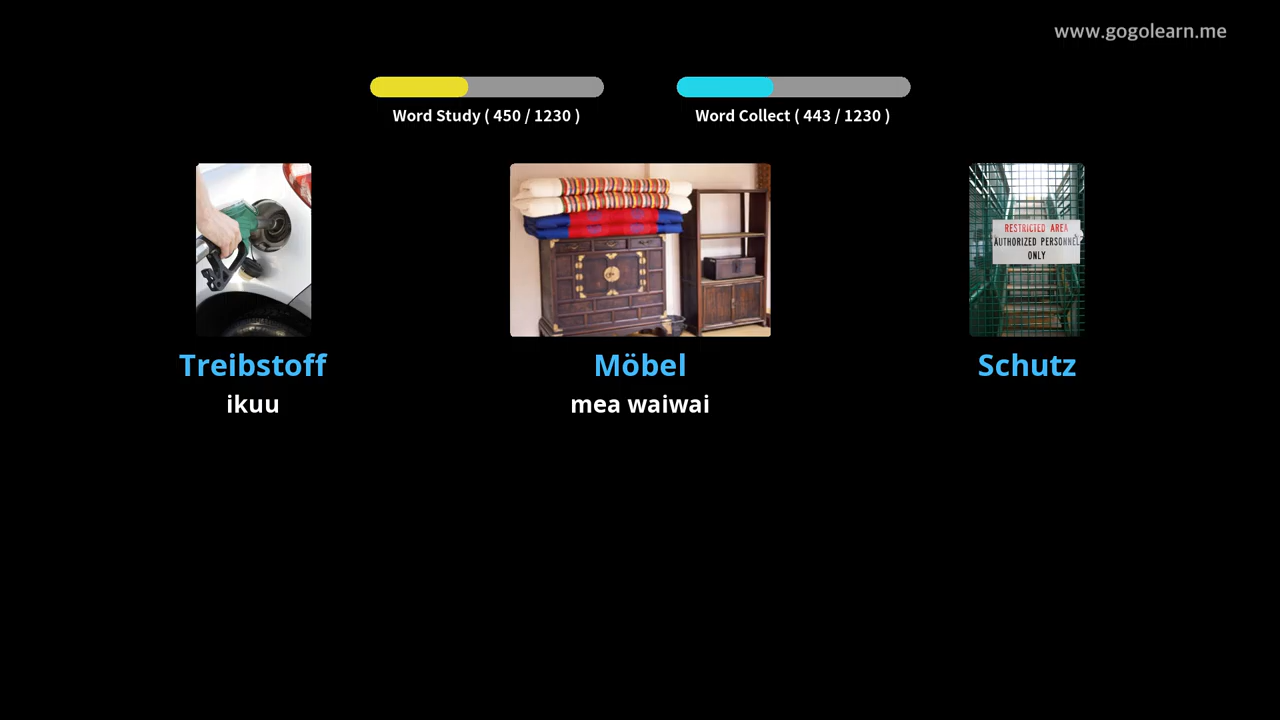 www.gogolearn.me
Word Study ( 450 / 1230 )
Word Collect ( 443 / 1230 )
RESTRICTED AREA
AUTHORIZED PERSONNEL
ONLY
Treibstoff
Möbel
Schutz
ikuu
mea waiwai